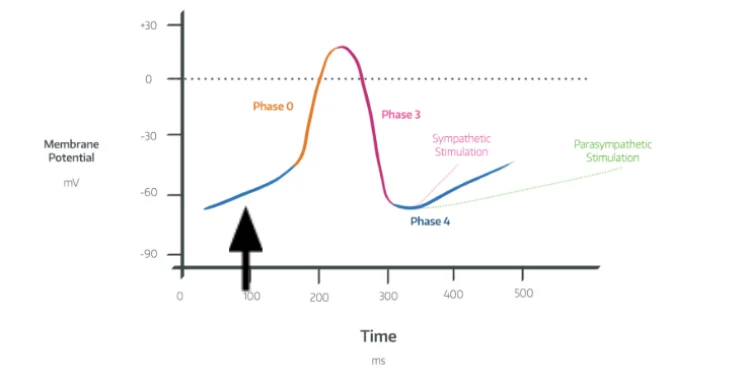 +30
0
-30
-60
-90
Membrane
Potential
mV
Phase 0
Phase 3
Sympathetic
Stimulation
Parasympathetic
Stimulation
Phase 4
0
100
200
300
400
500
Time
ms